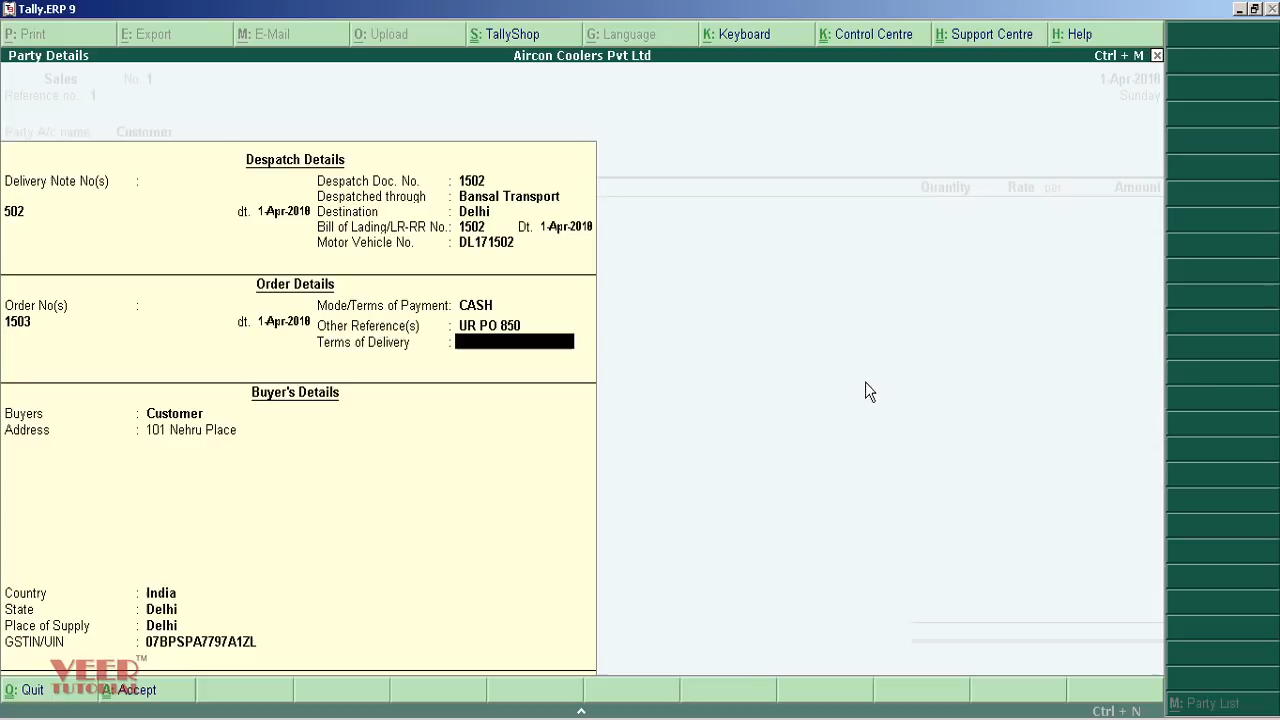 Tally.ERP 9
P: Print E: Export M: E-Mail O: Upload S: TallyShop G: Language K: Keyboard K: Control Centre H: Support Centre H: Help
Party Details Aircon Coolers Pvt Ltd Ctrl + M
Sales No. 1 1-Apr-2018
Reference no. 1 Sunday
Party A/c name Customer
Despatch Details
Delivery Note No(s) : Despatch Doc. No. : 1502
Despatched through : Bansal Transport
502 dt. 1-Apr-2018 Destination : Delhi
Bill of Lading/LR-RR No.: 1502 Dt. 1-Apr-2018
Motor Vehicle No. : DL171502
Quantity Rate per Amount
Order Details
Order No(s) : Mode/Terms of Payment: CASH
1503 dt. 1-Apr-2018 Other Reference(s) : UR PO 850
Terms of Delivery :
Buyer's Details
Buyers : Customer
Address : 101 Nehru Place
Country : India
State : Delhi
Place of Supply : Delhi
GSTIN/UIN : 07BPSPA7797A1ZL
VEER TM
TUTORIAL
Q: Quit A: Accept
M: Party List
Ctrl + N